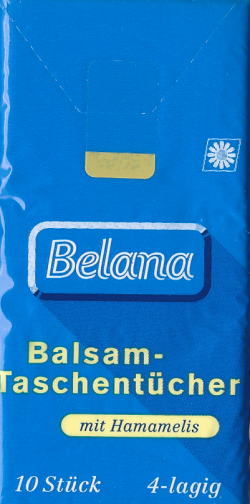 Belana
Balsam-
Taschentücher
mit Hamamelis
10 Stück 4-lagig